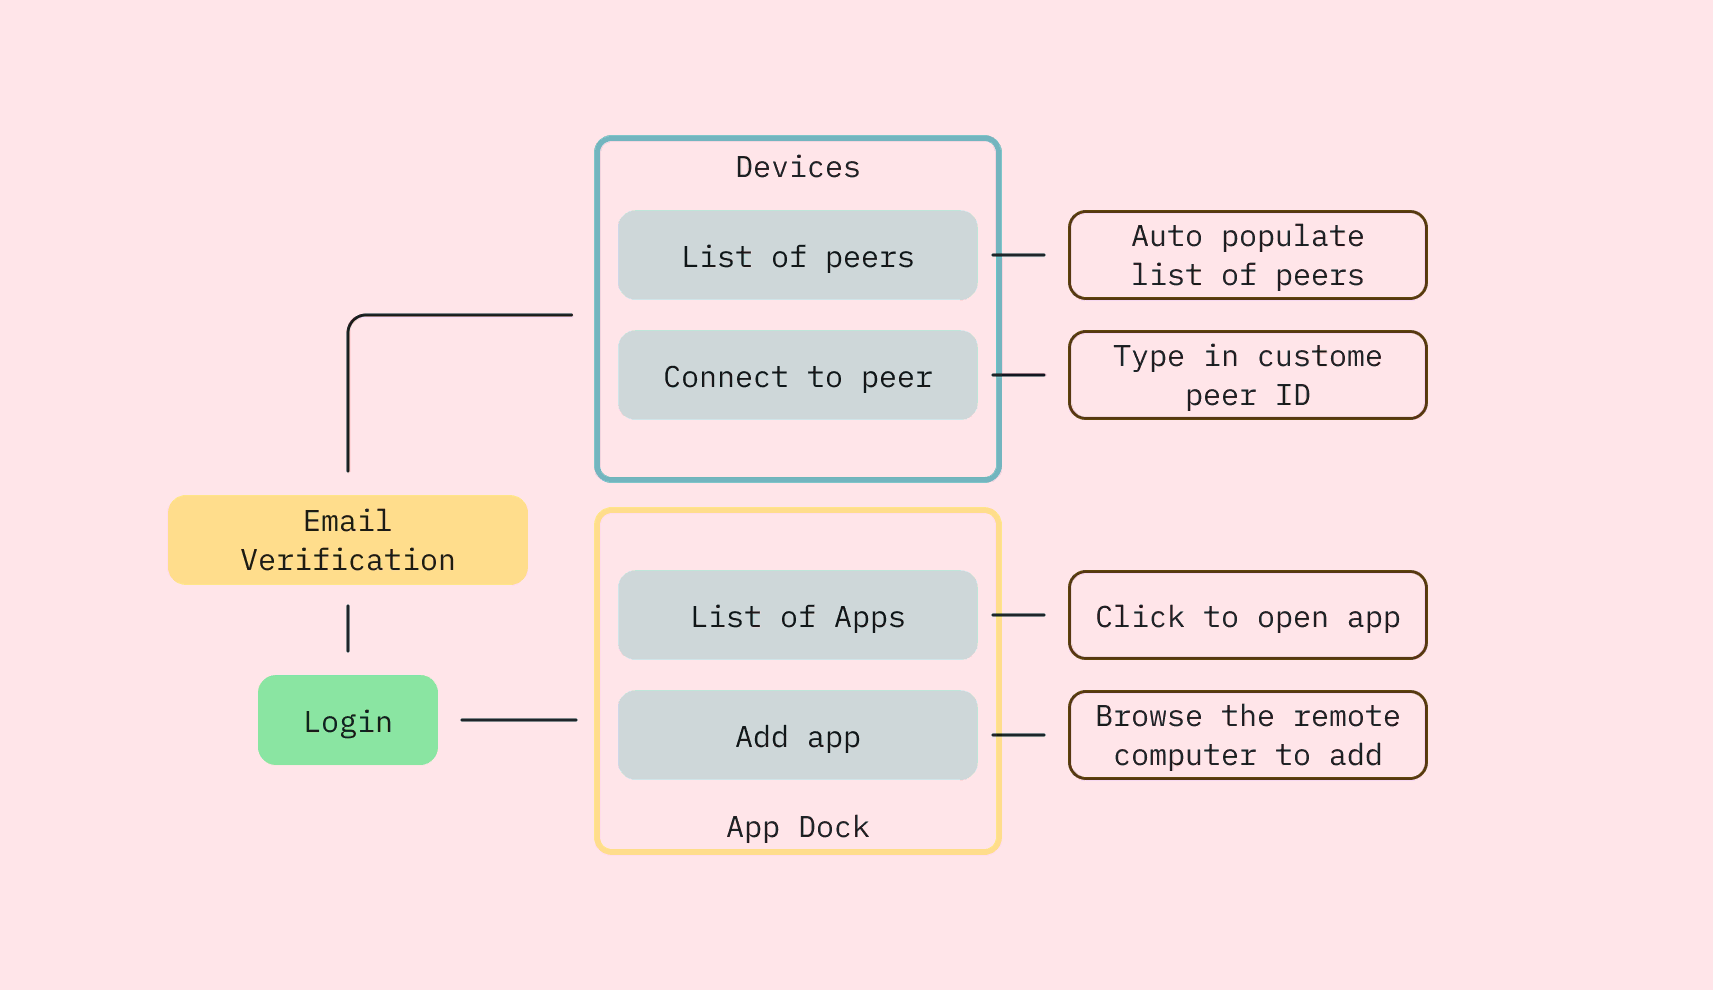 Devices
List of peers
Auto populate
list of peers
Connect to peer
Type in custome
peer ID
Email
Verification
List of Apps
Click to open app
Login
Add app
Browse the remote
computer to add
App Dock